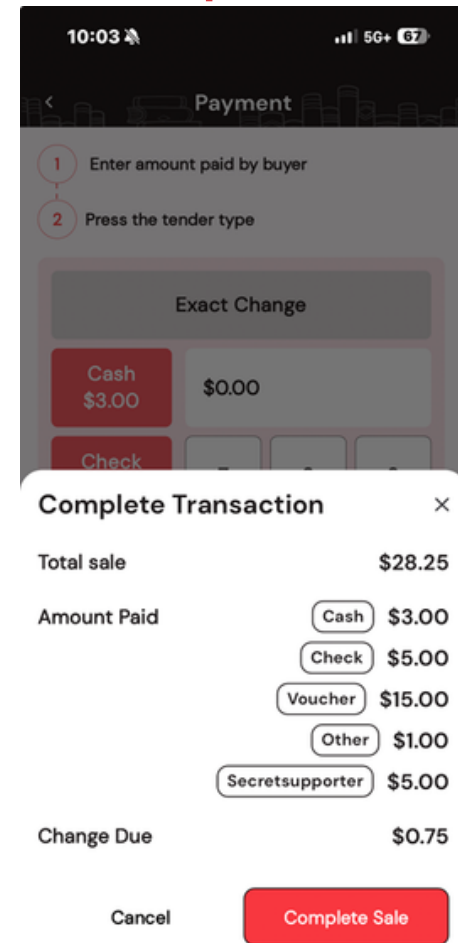 10:03 5G+ 67
Payment
1 Enter amount paid by buyer
2 Press the tender type
Exact Change
Cash
$3.00
$0.00
Check
Complete Transaction
Total sale $28.25
Amount Paid Cash $3.00
Check $5.00
Voucher $15.00
Other $1.00
Secretsupporter $5.00
Change Due $0.75
Cancel Complete Sale